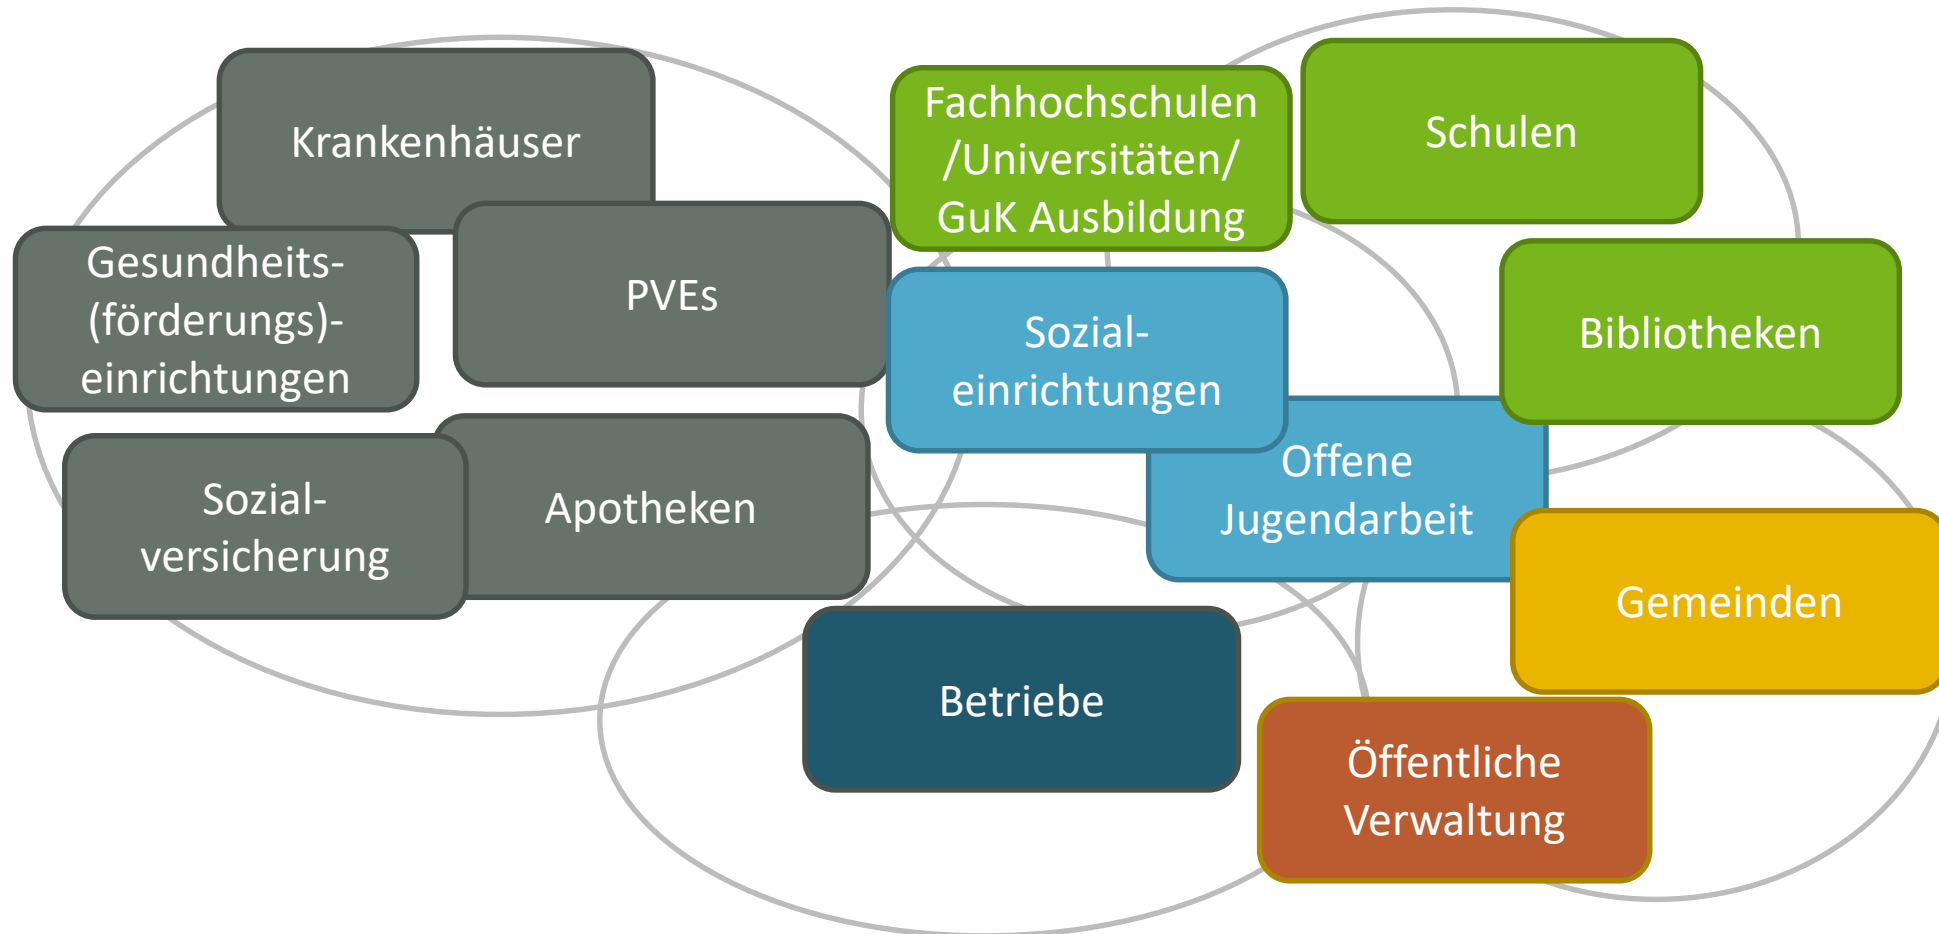 Krankenhäuser
Gesundheits-
(förderungs)-
einrichtungen
PVEs
Sozial-
versicherung
Apotheken
Fachhochschulen
/Universitäten/
GuK Ausbildung
Schulen
Bibliotheken
Sozial-
einrichtungen
Offene
Jugendarbeit
Gemeinden
Betriebe
Öffentliche
Verwaltung